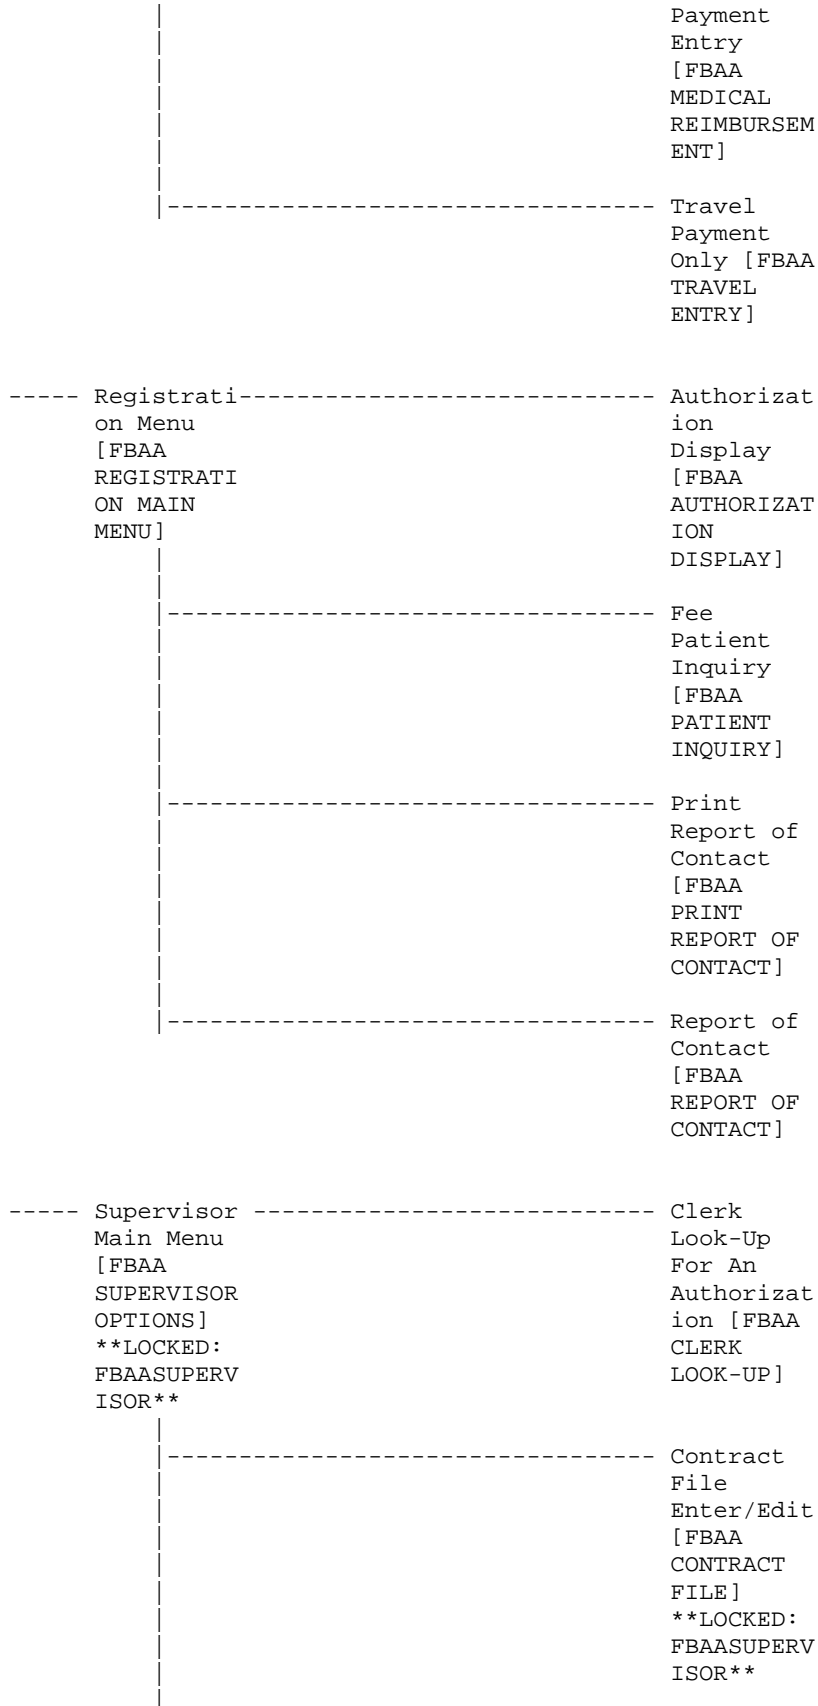 |                                   Payment
|                                   Entry
|                                   [FBAA
|                                   MEDICAL
|                                   REIMBURSEM
|                                   ENT]
|
|---------------------------------- Travel
                                    Payment
                                    Only [FBAA
                                    TRAVEL
                                    ENTRY]
----- Registrati----------------------------- Authorizat
      on Menu                                 ion
      [FBAA                                   Display
      REGISTRATI                              [FBAA
      ON MAIN                                 AUTHORIZAT
      MENU]                                   ION
          |                                   DISPLAY]
          |
          |---------------------------------- Fee
          |                                   Patient
          |                                   Inquiry
          |                                   [FBAA
          |                                   PATIENT
          |                                   INQUIRY]
          |
          |---------------------------------- Print
          |                                   Report of
          |                                   Contact
          |                                   [FBAA
          |                                   PRINT
          |                                   REPORT OF
          |                                   CONTACT]
          |
          |---------------------------------- Report of
                                              Contact
                                              [FBAA
                                              REPORT OF
                                              CONTACT]
----- Supervisor ---------------------------- Clerk
      Main Menu                               Look-Up
      [FBAA                                   For An
      SUPERVISOR                              Authorizat
      OPTIONS]                                ion [FBAA
      **LOCKED:                               CLERK
      FBAASUPERV                              LOOK-UP]
      ISOR**
          |
          |---------------------------------- Contract
          |                                   File
          |                                   Enter/Edit
          |                                   [FBAA
          |                                   CONTRACT
          |                                   FILE]
          |                                   **LOCKED:
          |                                   FBAASUPERV
          |                                   ISOR**
          |